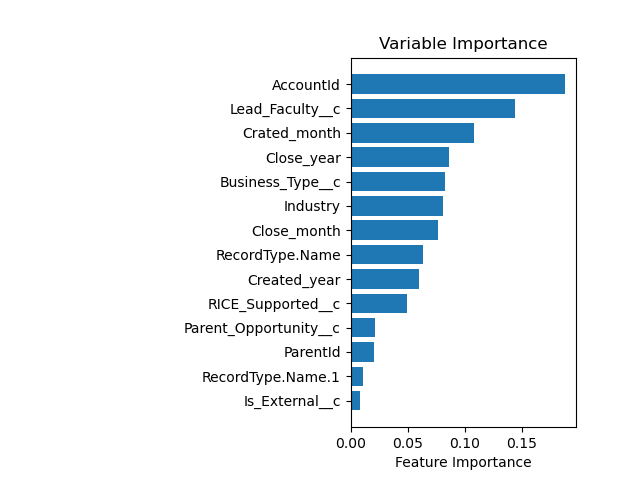 Variable Importance
AccountId
Lead_Faculty__c
Crated_month
Close_year
Business_Type__c
Industry
Close_month
RecordType.Name
Created_year
RICE_Supported__c
Parent_Opportunity__c
ParentId
RecordType.Name.1
Is_External__c
0.00 0.05 0.10 0.15
Feature Importance